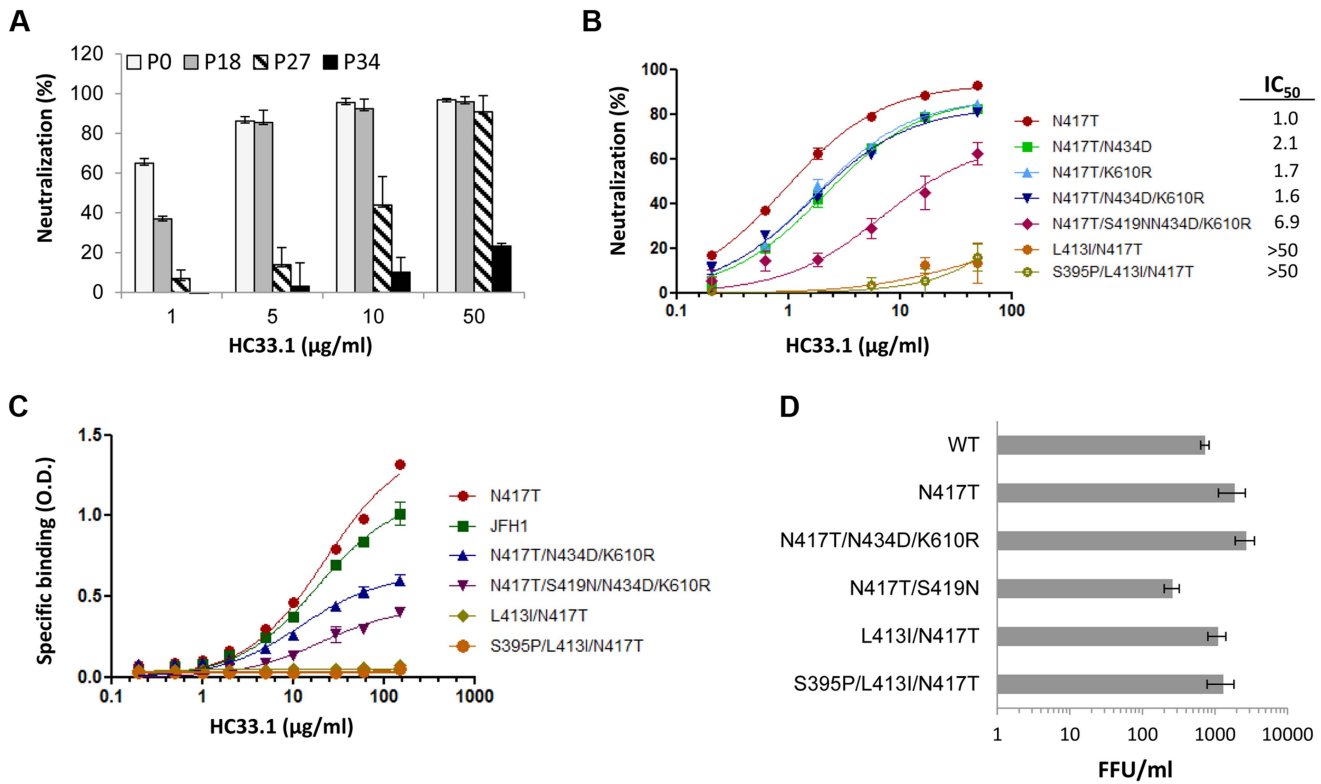 A
P0 P18 P27 P34
Neutralization (%)
120
100
80
60
40
20
0
1 5 10 50
HC33.1 (µg/ml)
B
Neutralization (%)
100
80
60
40
20
0
0.1 1 10 100
HC33.1 (µg/ml)
IC50
N417T 1.0
N417T/N434D 2.1
N417T/K610R 1.7
N417T/N434D/K610R 1.6
N417T/S419NN434D/K610R 6.9
L413I/N417T >50
S395P/L413I/N417T >50
C
Specific binding (O.D.)
1.5
1.0
0.5
0.0
0.1 1 10 100 1000
HC33.1 (µg/ml)
N417T
JFH1
N417T/N434D/K610R
N417T/S419N/N434D/K610R
L413I/N417T
S395P/L413I/N417T
D
WT
N417T
N417T/N434D/K610R
N417T/S419N
L413I/N417T
S395P/L413I/N417T
1 10 100 1000 10000
FFU/ml